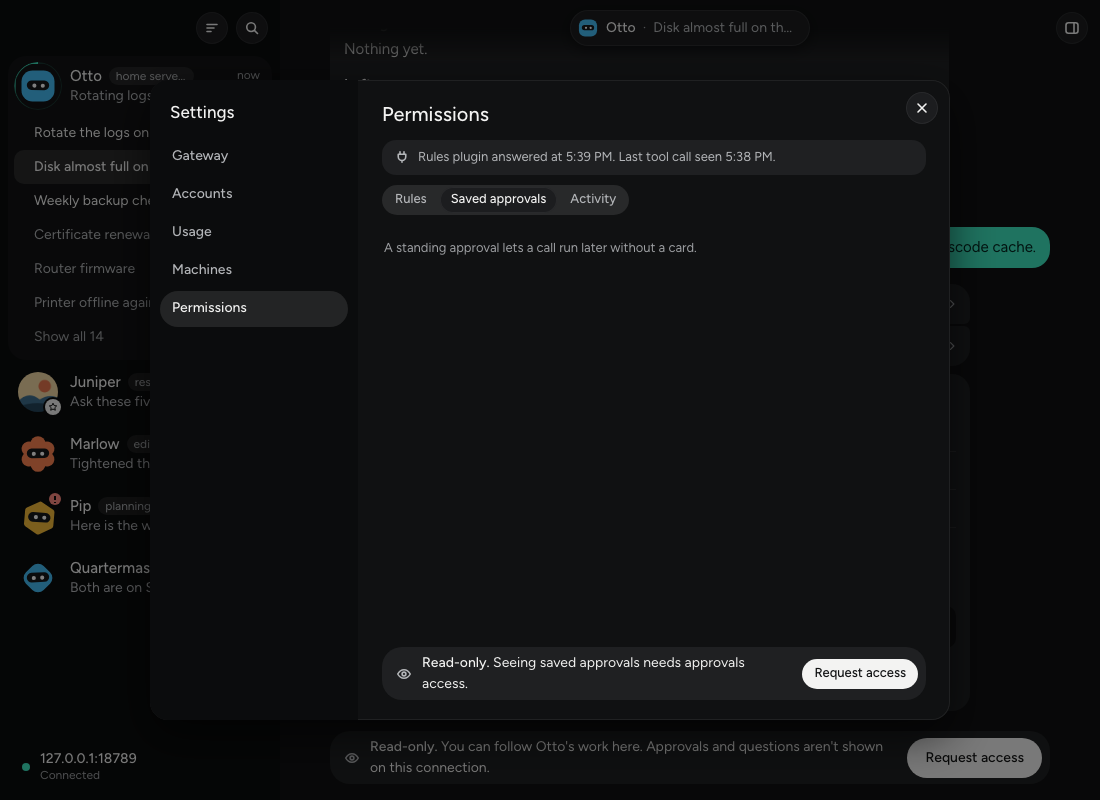 Otto · Disk almost full on th...
Nothing yet.
Otto home serve... now
Rotating logs
Rotate the logs on
Disk almost full on
Weekly backup che
Certificate renewa
Router firmware
Printer offline again
Show all 14
Juniper res
Ask these fiv
Marlow edi
Tightened th
Pip planning
Here is the w
Quartermas
Both are on S
127.0.0.1:18789
Connected
Settings
Gateway
Accounts
Usage
Machines
Permissions
Permissions
Rules plugin answered at 5:39 PM. Last tool call seen 5:38 PM.
Rules Saved approvals Activity
A standing approval lets a call run later without a card.
Read-only. Seeing saved approvals needs approvals
access.
Request access
scode cache.
Read-only. You can follow Otto's work here. Approvals and questions aren't shown
on this connection.
Request access